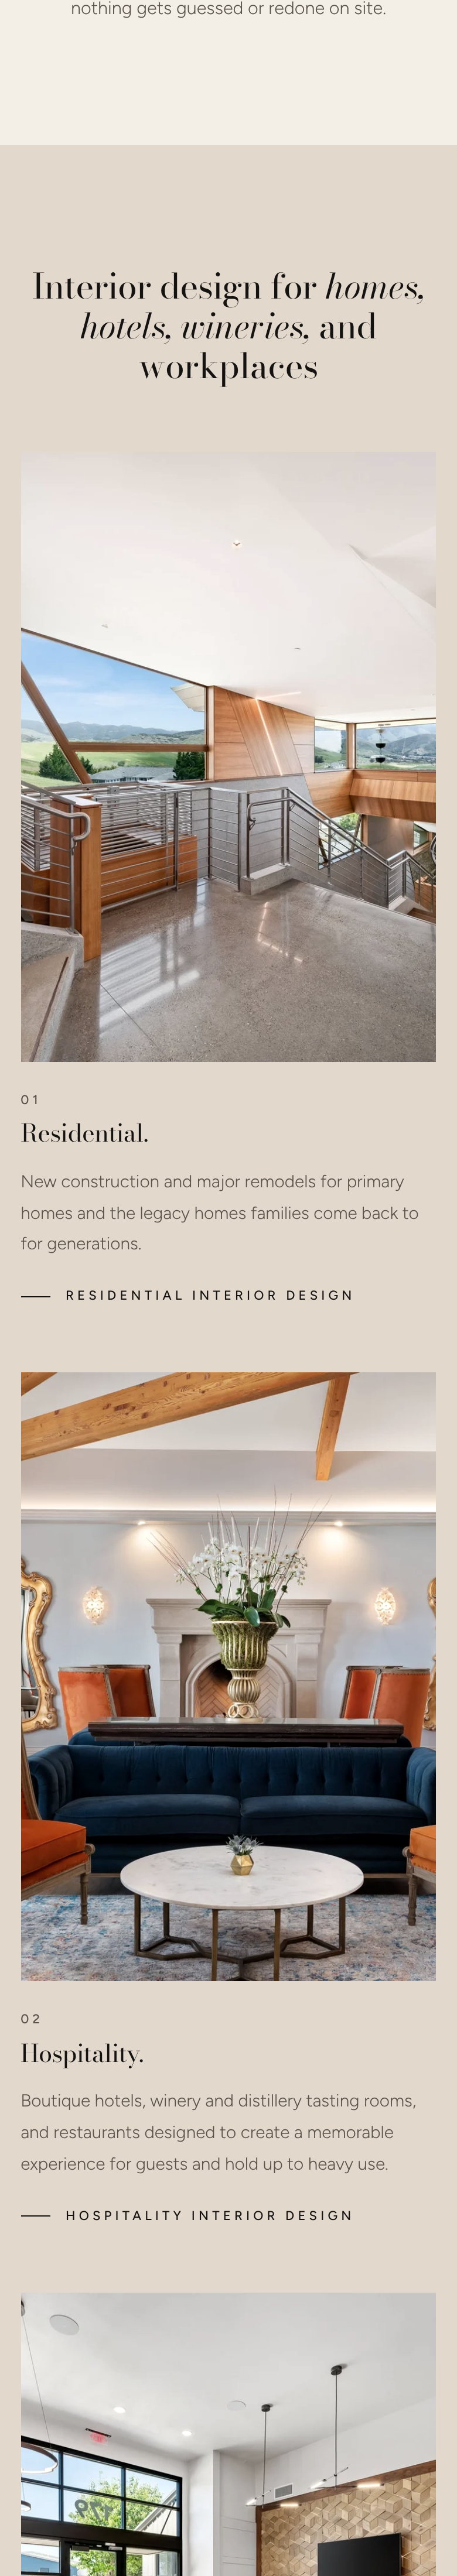 nothing gets guessed or redone on site.
Interior design for homes,
hotels, wineries, and
workplaces
01
Residential.
New construction and major remodels for primary
homes and the legacy homes families come back to
for generations.
RESIDENTIAL INTERIOR DESIGN
02
Hospitality.
Boutique hotels, winery and distillery tasting rooms,
and restaurants designed to create a memorable
experience for guests and hold up to heavy use.
HOSPITALITY INTERIOR DESIGN